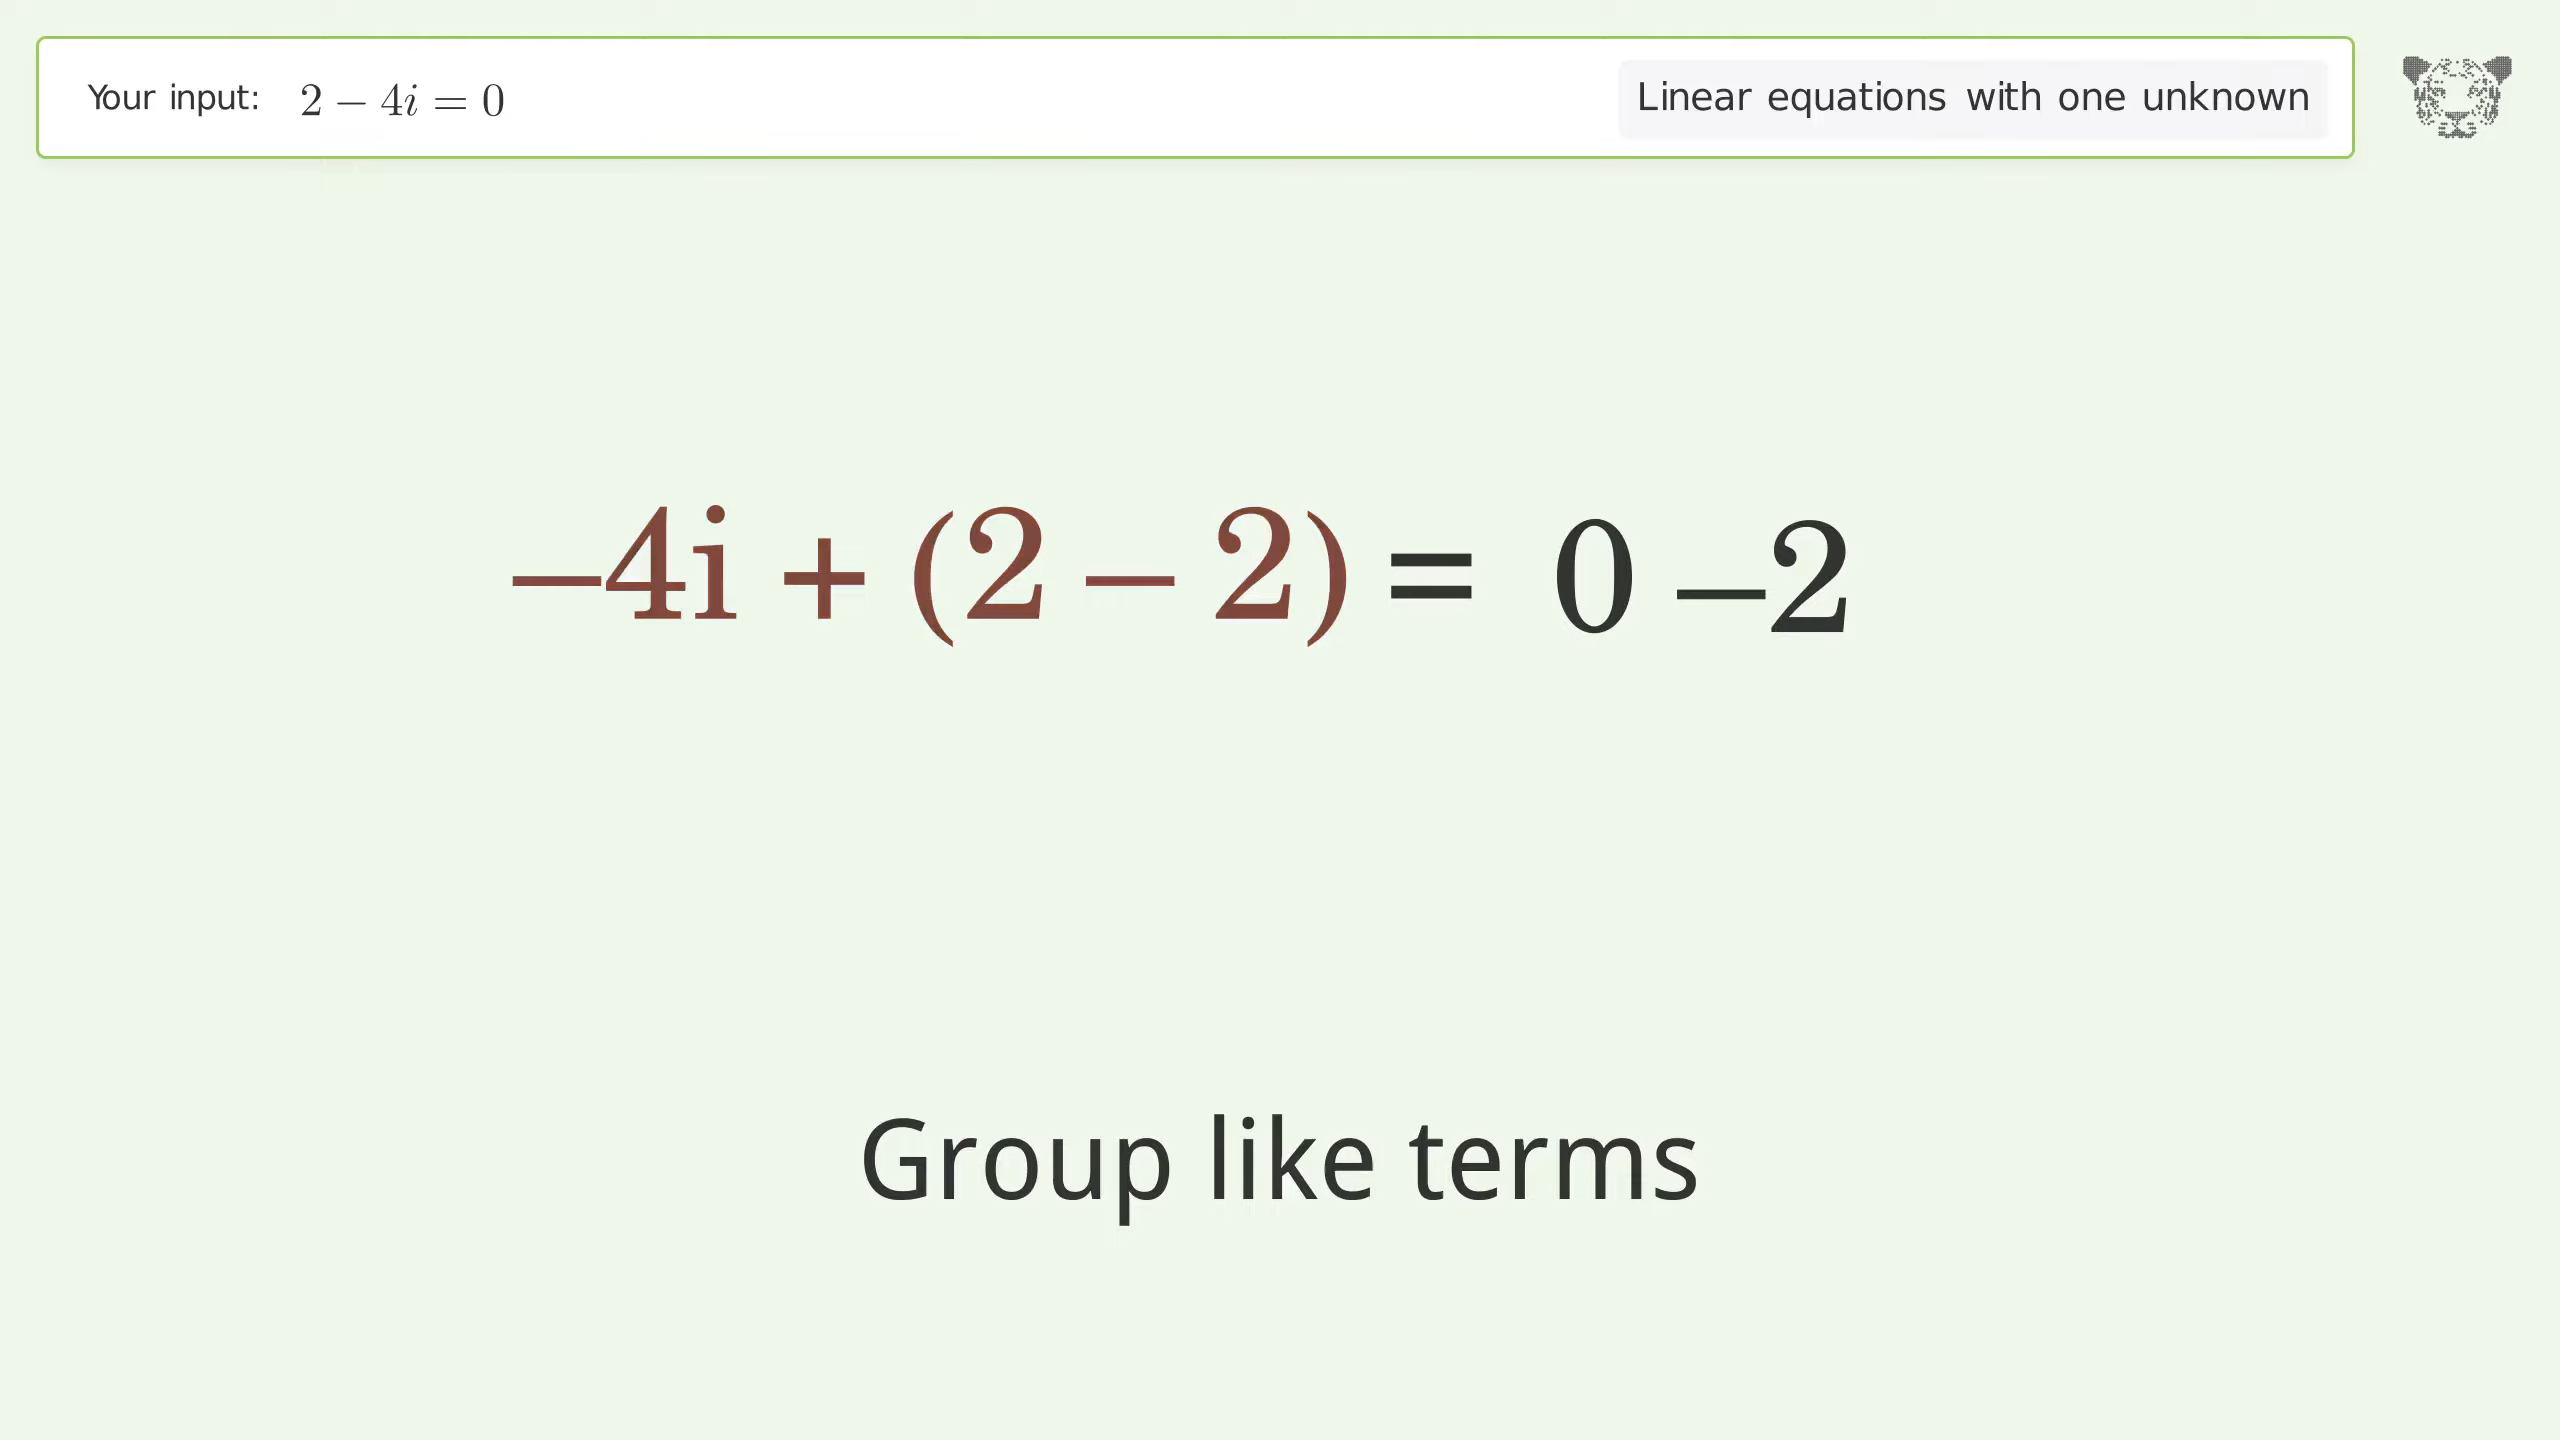 Your input: 2 − 4i = 0 Linear equations with one unknown
−4i + (2 − 2) = 0 −2
Group like terms